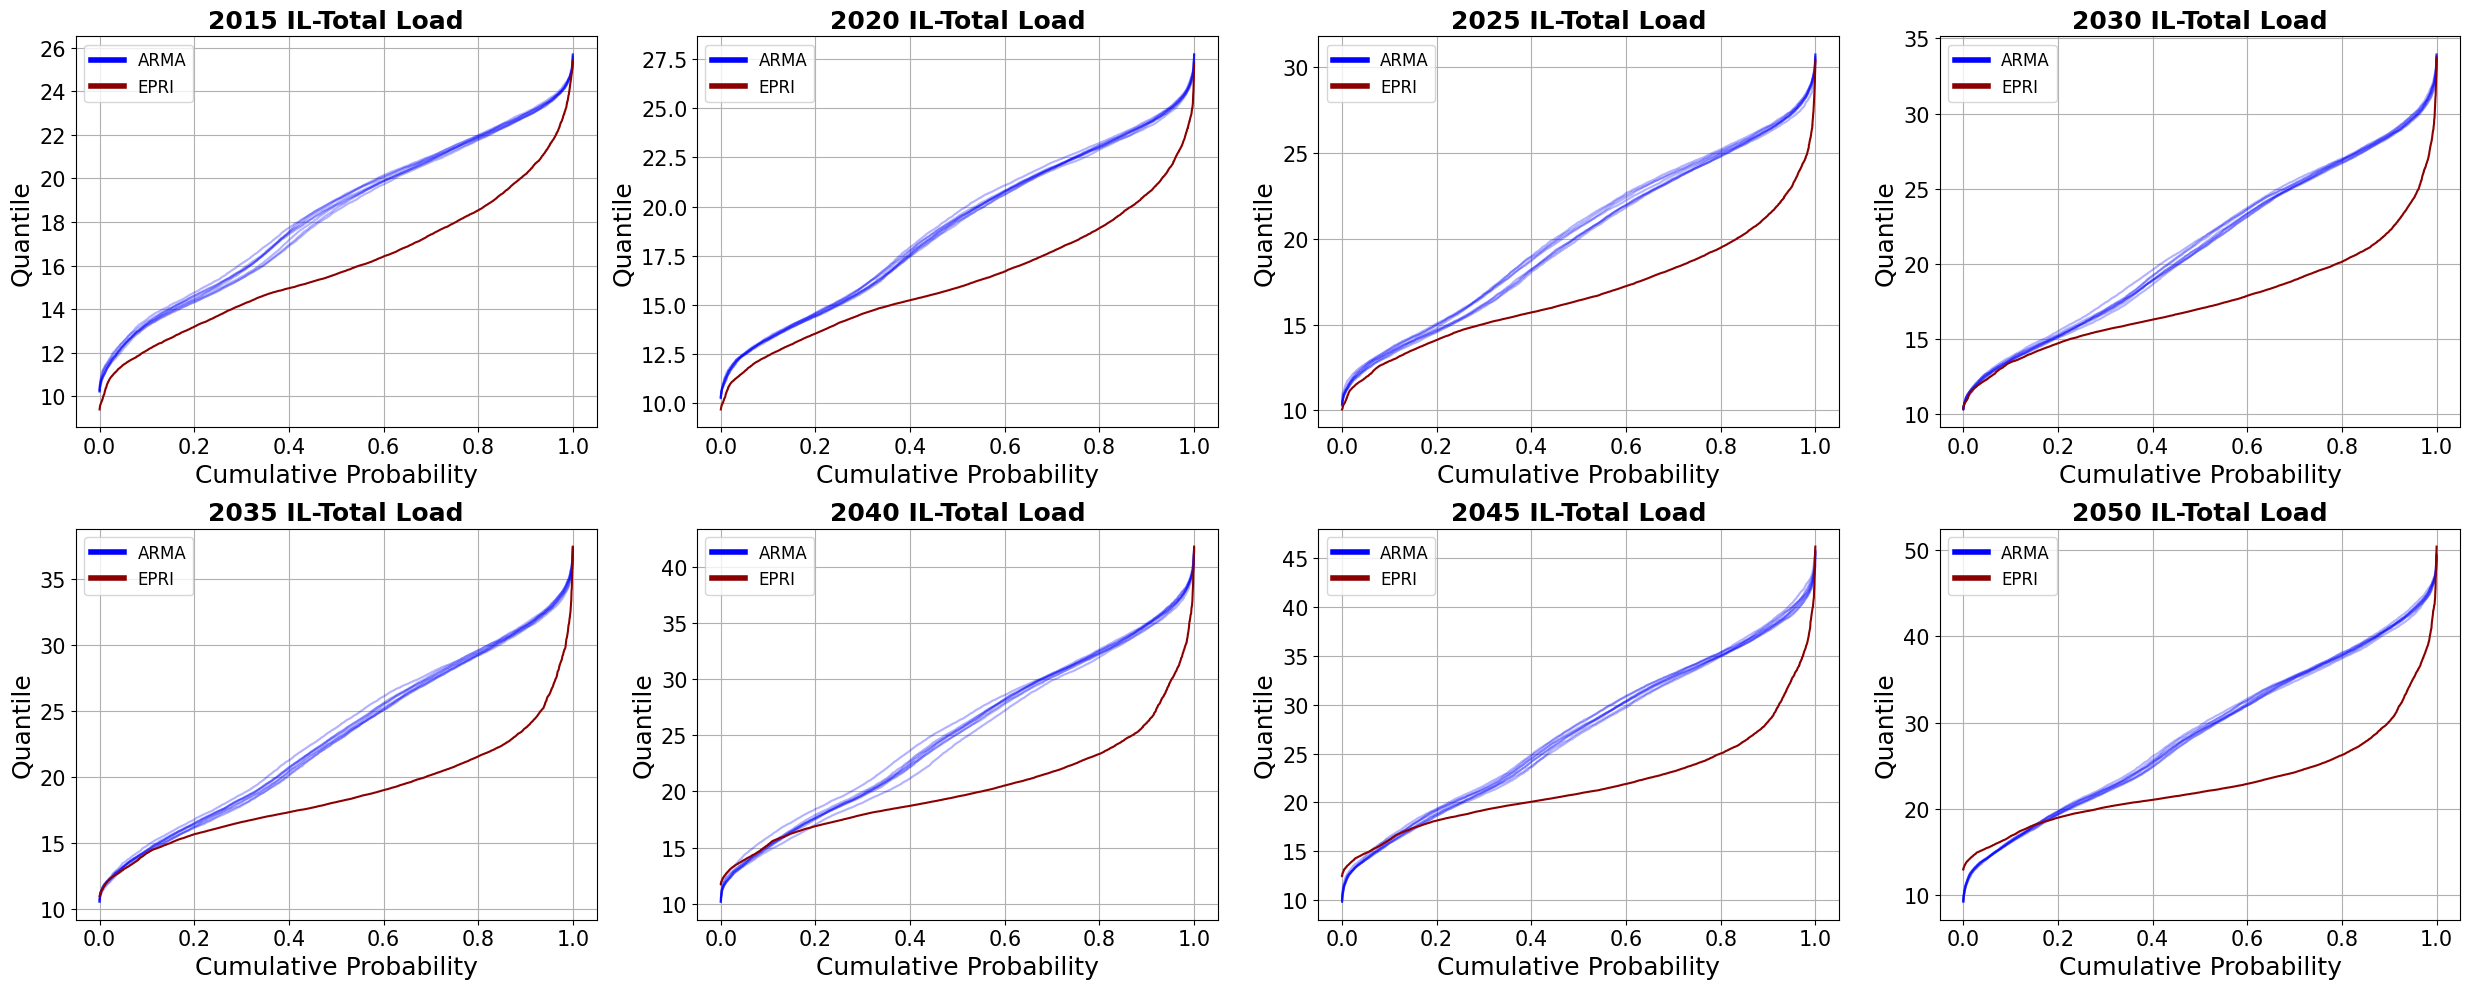 2015 IL-Total Load
ARMA
EPRI
Quantile
26
24
22
20
18
16
14
12
10
0.0 0.2 0.4 0.6 0.8 1.0
Cumulative Probability
2020 IL-Total Load
ARMA
EPRI
Quantile
27.5
25.0
22.5
20.0
17.5
15.0
12.5
10.0
0.0 0.2 0.4 0.6 0.8 1.0
Cumulative Probability
2025 IL-Total Load
ARMA
EPRI
Quantile
30
25
20
15
10
0.0 0.2 0.4 0.6 0.8 1.0
Cumulative Probability
2030 IL-Total Load
ARMA
EPRI
Quantile
35
30
25
20
15
10
0.0 0.2 0.4 0.6 0.8 1.0
Cumulative Probability
2035 IL-Total Load
ARMA
EPRI
Quantile
35
30
25
20
15
10
0.0 0.2 0.4 0.6 0.8 1.0
Cumulative Probability
2040 IL-Total Load
ARMA
EPRI
Quantile
40
35
30
25
20
15
10
0.0 0.2 0.4 0.6 0.8 1.0
Cumulative Probability
2045 IL-Total Load
ARMA
EPRI
Quantile
45
40
35
30
25
20
15
10
0.0 0.2 0.4 0.6 0.8 1.0
Cumulative Probability
2050 IL-Total Load
ARMA
EPRI
Quantile
50
40
30
20
10
0.0 0.2 0.4 0.6 0.8 1.0
Cumulative Probability